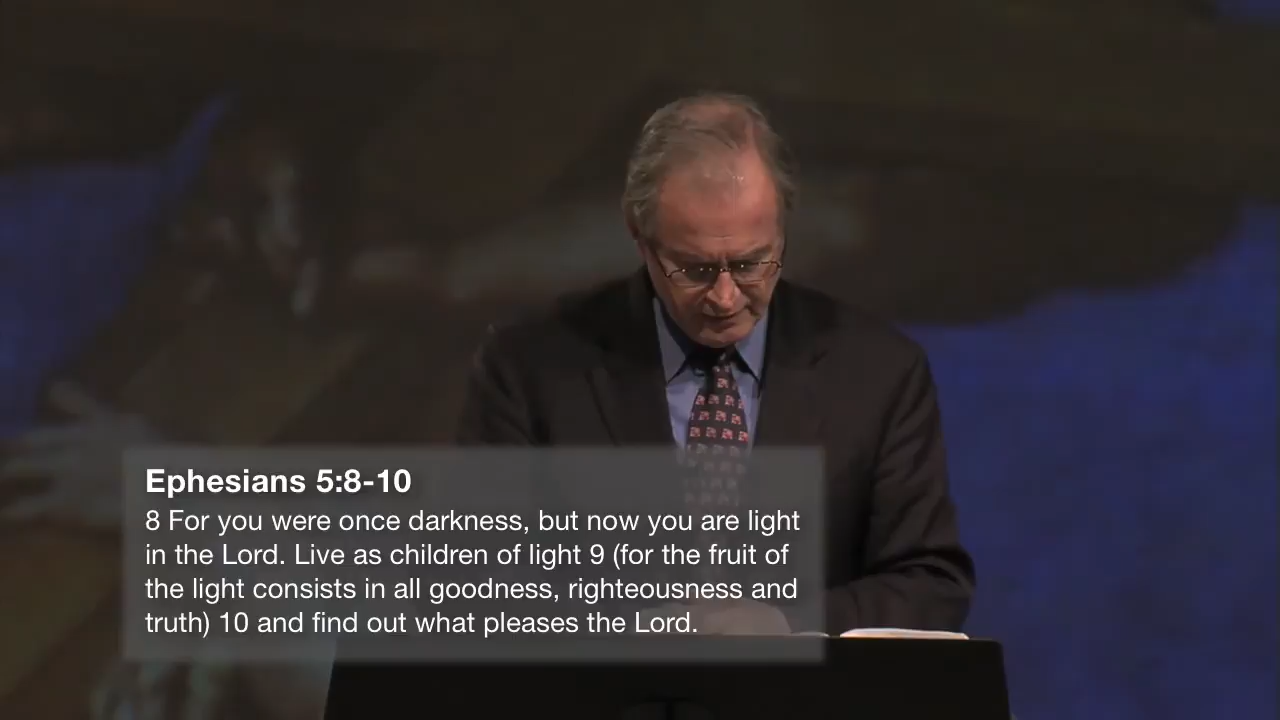 Ephesians 5:8-10
8 For you were once darkness, but now you are light
in the Lord. Live as children of light 9 (for the fruit of
the light consists in all goodness, righteousness and
truth) 10 and find out what pleases the Lord.